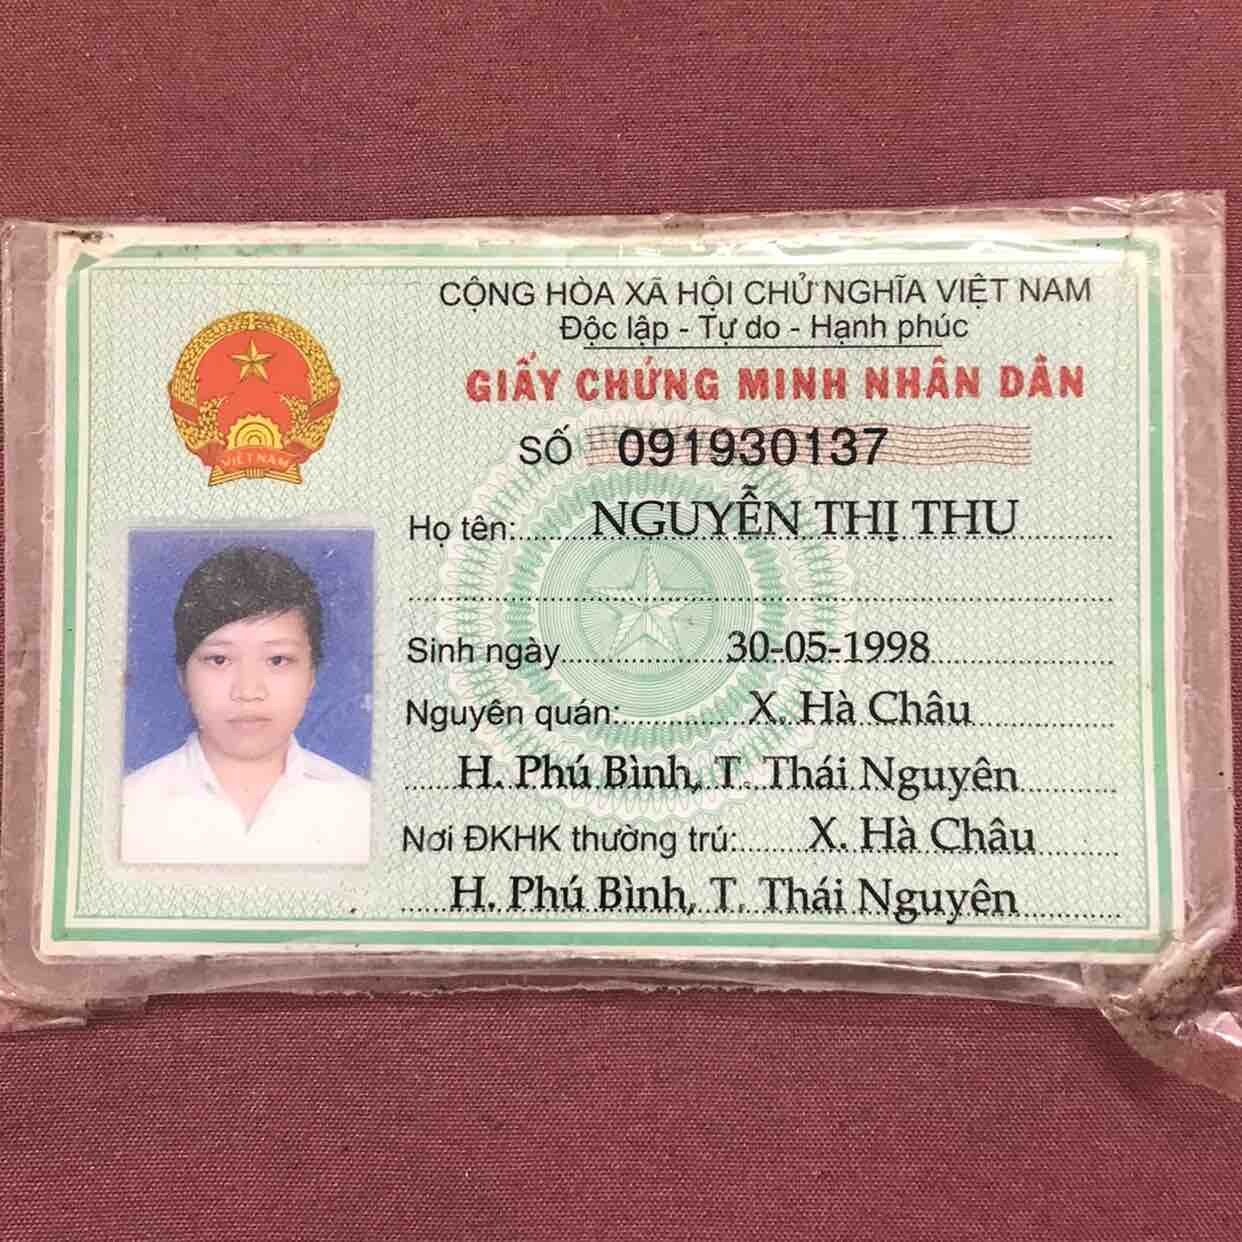 CỘNG HÒA XÃ HỘI CHỦ NGHĨA VIỆT NAM
Độc lập - Tự do - Hạnh phúc
GIẤY CHỨNG MINH NHÂN DÂN
SỐ 091930137
VIỆT NAM
Họ tên: NGUYỄN THỊ THU
Sinh ngày 30-05-1998
Nguyên quán: X. Hà Châu
H. Phú Bình, T. Thái Nguyên
Nơi ĐKHK thường trú: X. Hà Châu
H. Phú Bình, T. Thái Nguyên